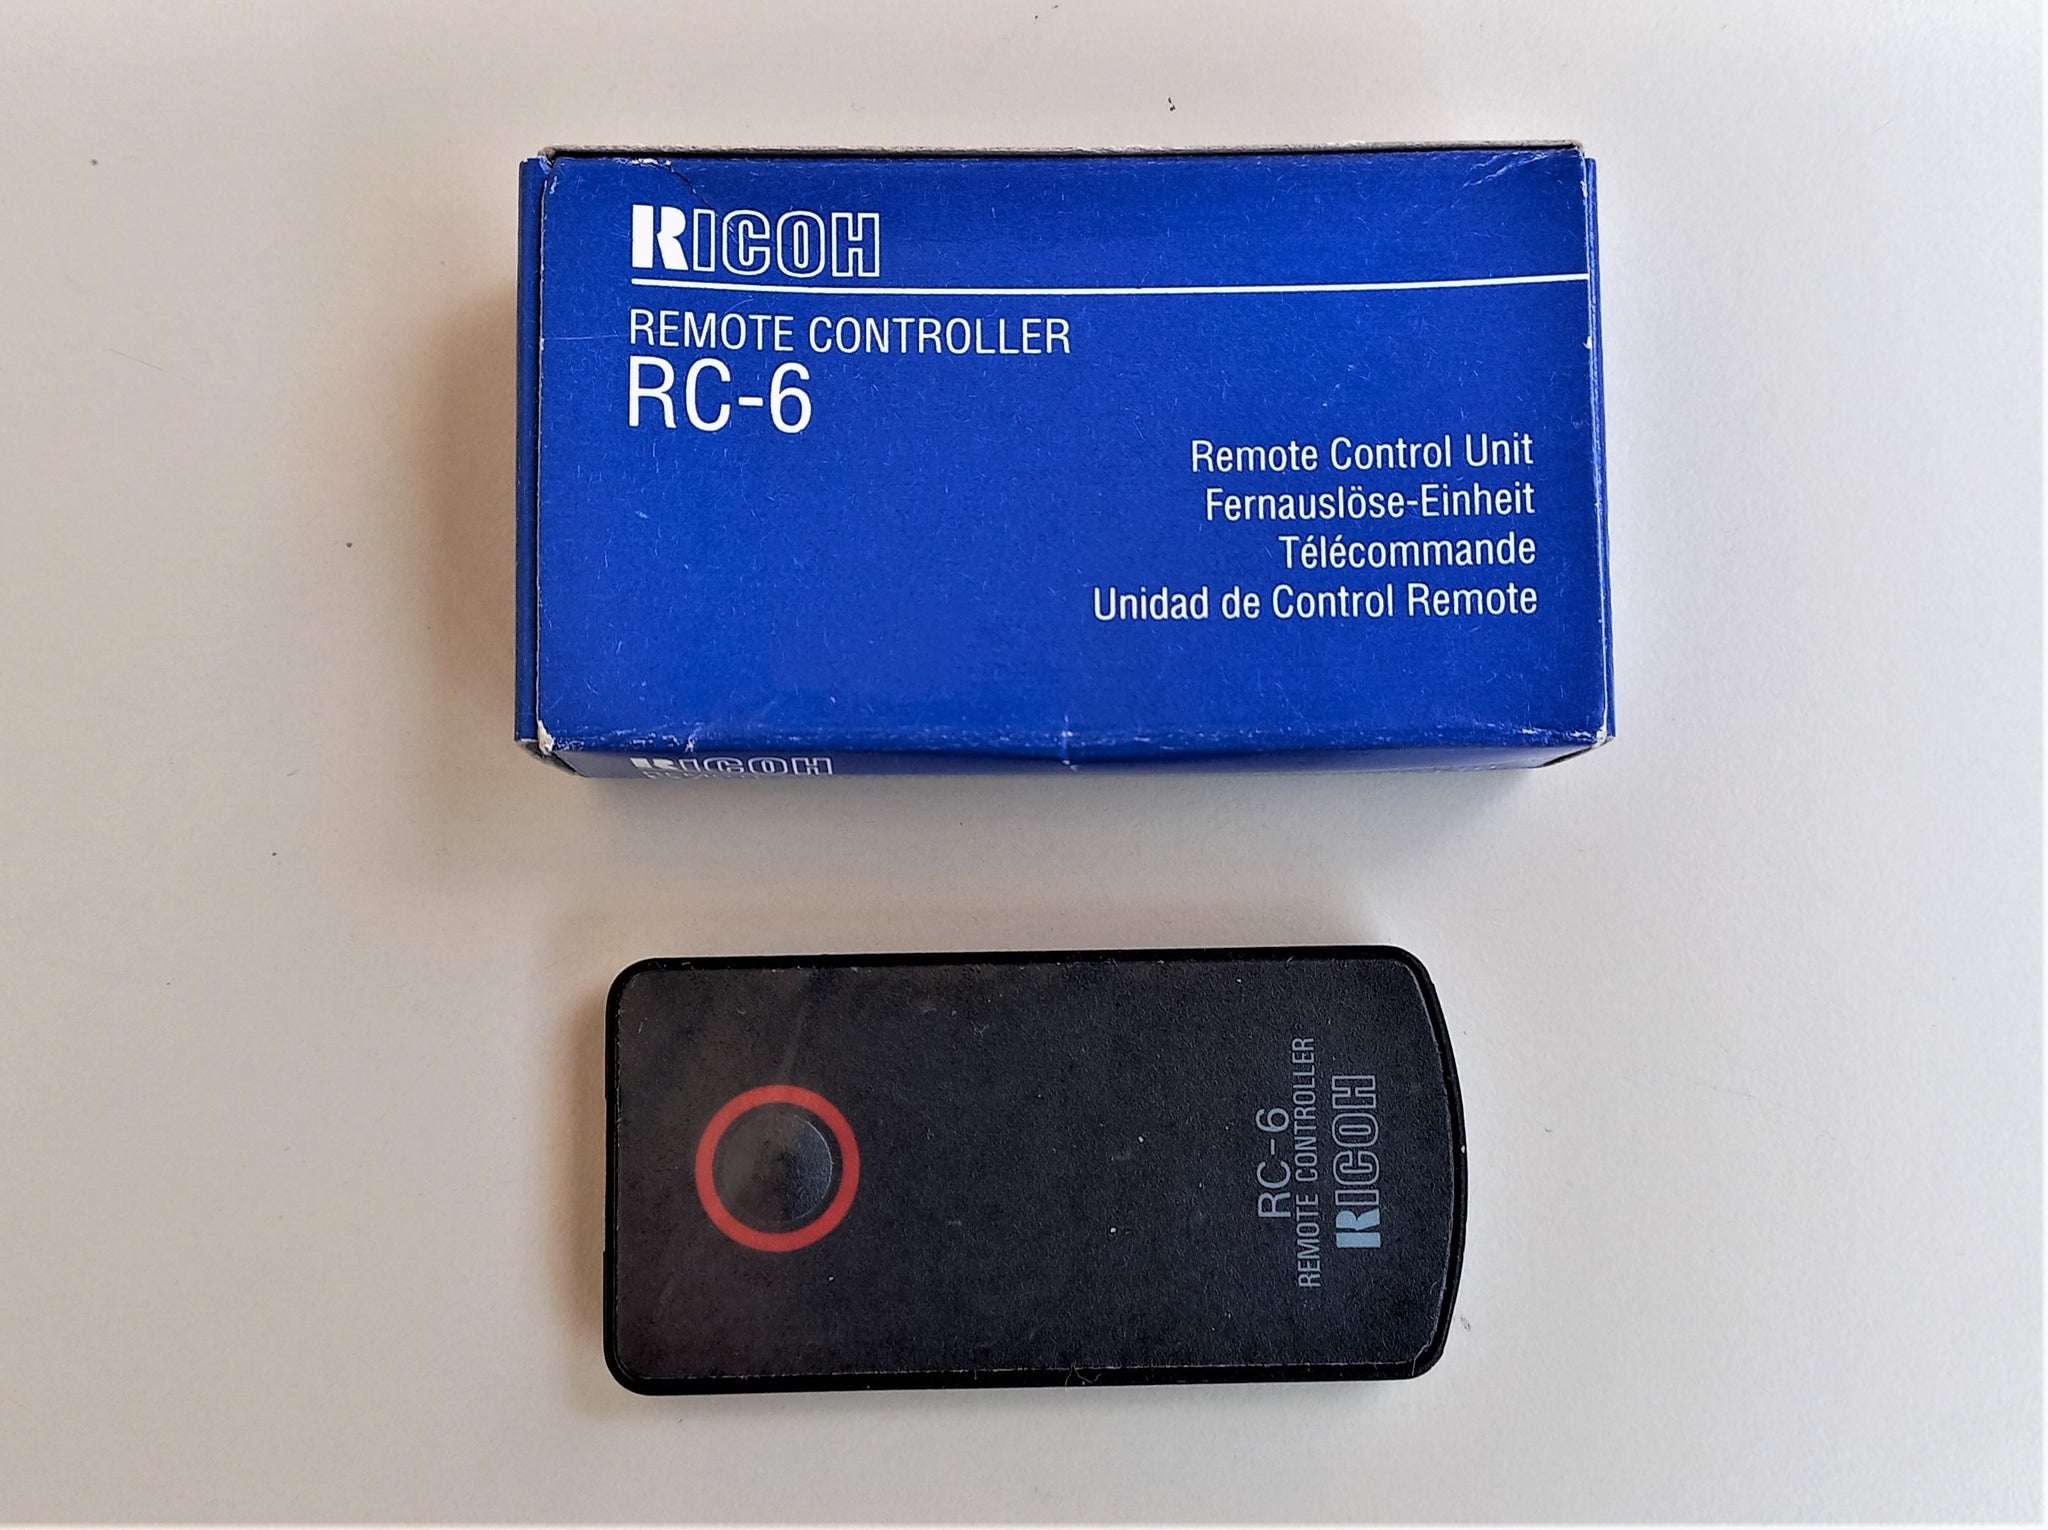 RICOH
REMOTE CONTROLLER
RC-6
Remote Control Unit
Fernauslöse-Einheit
Télécommande
Unidad de Control Remote
RICOH
RC-6
REMOTE CONTROLLER
RICOH